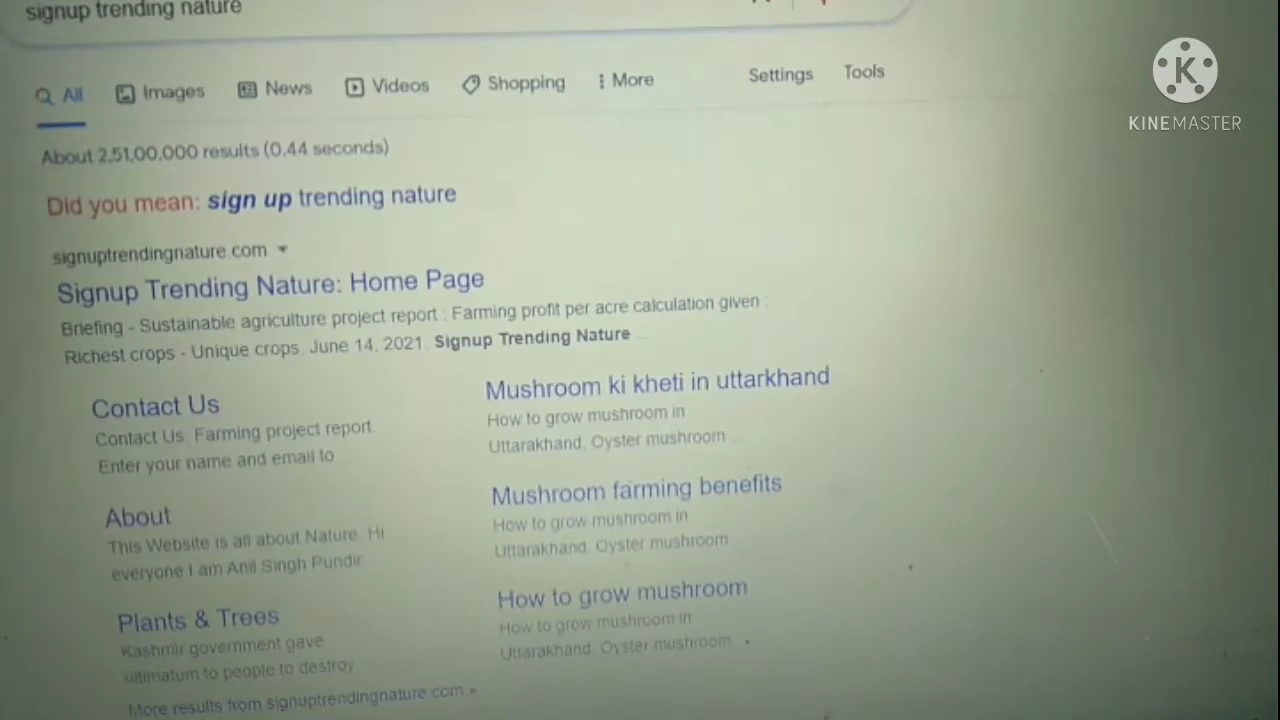 signup trending nature
All Images News Videos Shopping More Settings Tools
K
KINEMASTER
About 2,51,00,000 results (0.44 seconds)
Did you mean: sign up trending nature
signuptrendingnature.com
Signup Trending Nature: Home Page
Briefing - Sustainable agriculture project report : Farming profit per acre calculation given :
Richest crops - Unique crops. June 14, 2021. Signup Trending Nature ...
Contact Us
Contact Us. Farming project report.
Enter your name and email to
About
This Website is all about Nature. Hi
everyone I am Anil Singh Pundir
Plants & Trees
Kashmir government gave
ultimatum to people to destroy
More results from signuptrendingnature.com »
Mushroom ki kheti in uttarkhand
How to grow mushroom in
Uttarakhand. Oyster mushroom ...
Mushroom farming benefits
How to grow mushroom in
Uttarakhand. Oyster mushroom
How to grow mushroom
How to grow mushroom in
Uttarakhand. Oyster mushroom